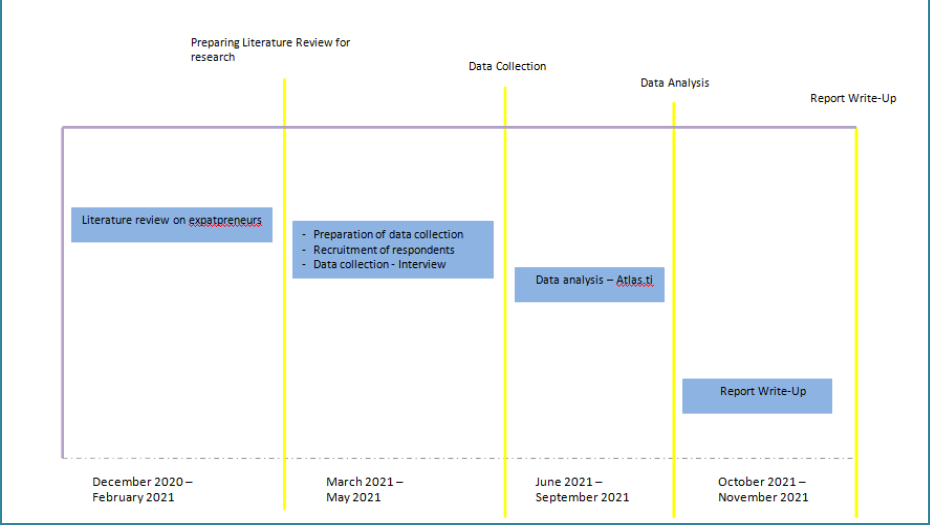 Preparing Literature Review for
research
Data Collection
Data Analysis
Report Write-Up
Literature review on expatpreneurs
- Preparation of data collection
- Recruitment of respondents
- Data collection - Interview
Data analysis – Atlas.ti
Report Write-Up
December 2020 –
February 2021
March 2021 –
May 2021
June 2021 –
September 2021
October 2021 –
November 2021